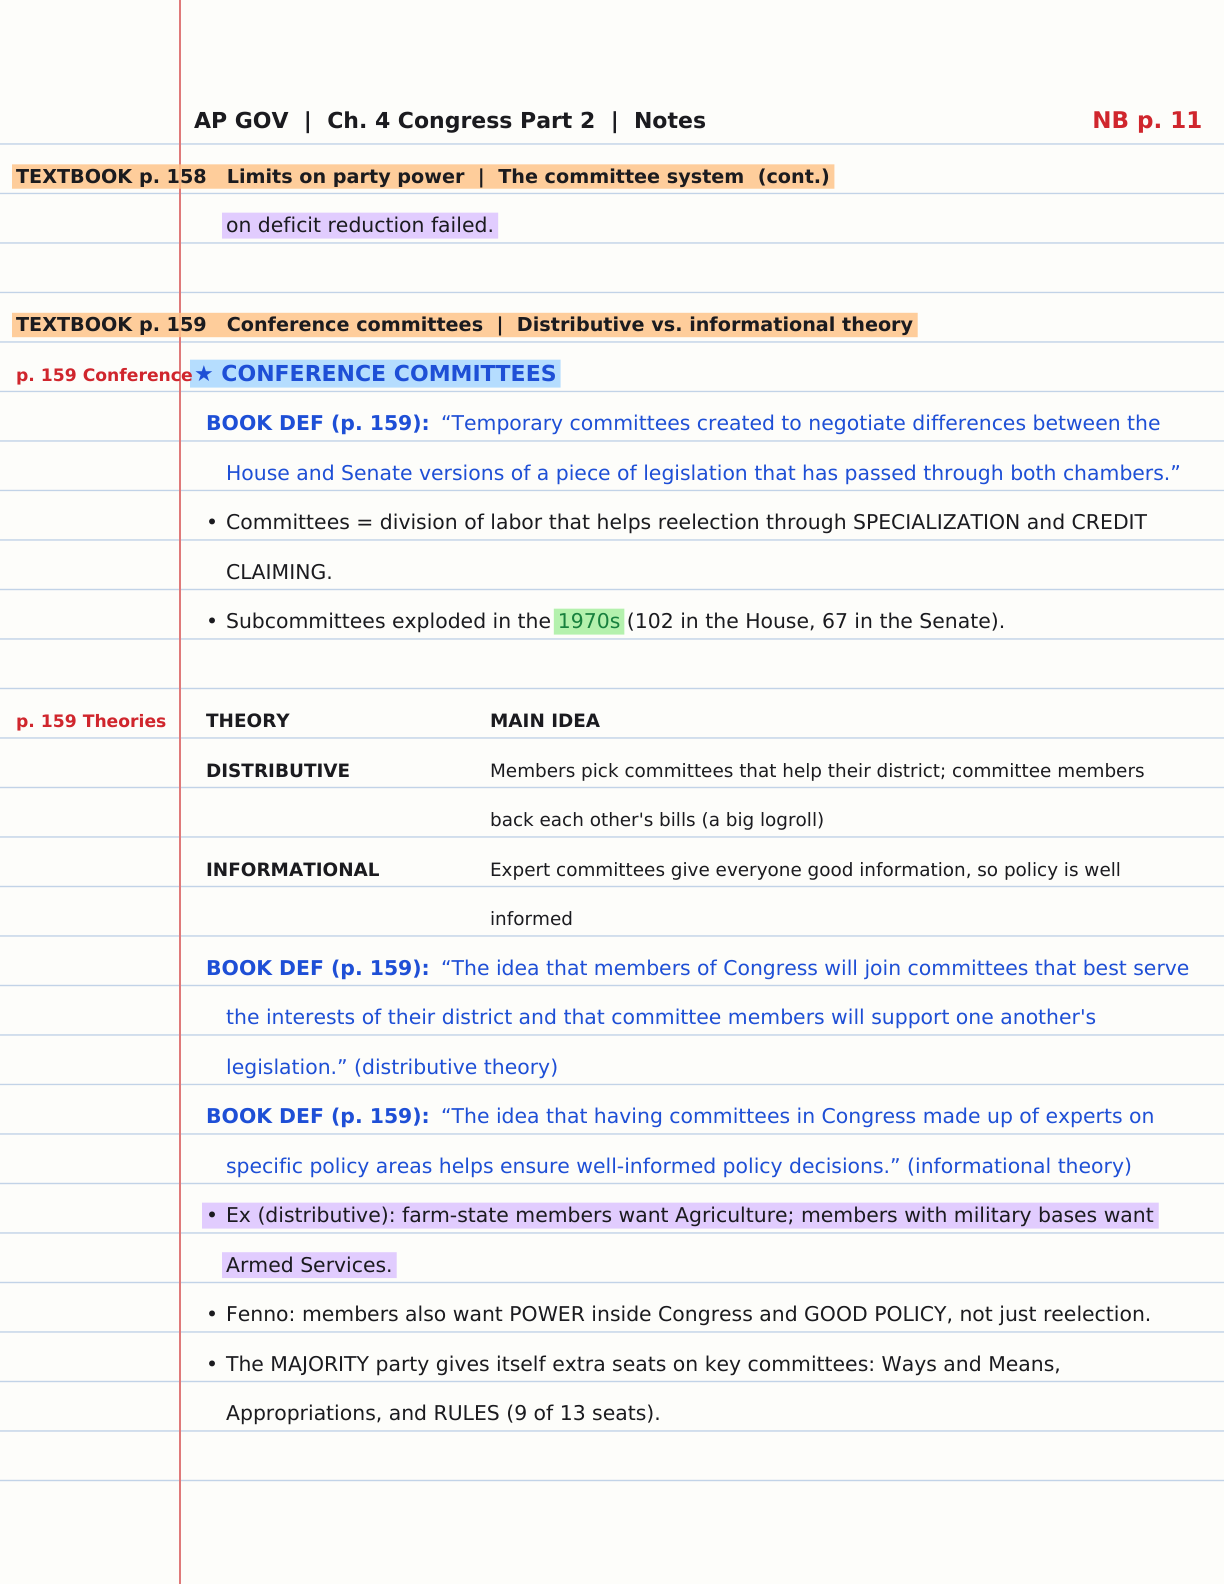 AP GOV | Ch. 4 Congress Part 2 | Notes
NB p. 11
TEXTBOOK p. 158 Limits on party power | The committee system (cont.)
on deficit reduction failed.
TEXTBOOK p. 159 Conference committees | Distributive vs. informational theory
p. 159 Conference ★ CONFERENCE COMMITTEES
BOOK DEF (p. 159): “Temporary committees created to negotiate differences between the
House and Senate versions of a piece of legislation that has passed through both chambers.”
• Committees = division of labor that helps reelection through SPECIALIZATION and CREDIT
CLAIMING.
• Subcommittees exploded in the 1970s (102 in the House, 67 in the Senate).
p. 159 Theories THEORY MAIN IDEA
DISTRIBUTIVE Members pick committees that help their district; committee members
back each other's bills (a big logroll)
INFORMATIONAL Expert committees give everyone good information, so policy is well
informed
BOOK DEF (p. 159): “The idea that members of Congress will join committees that best serve
the interests of their district and that committee members will support one another's
legislation.” (distributive theory)
BOOK DEF (p. 159): “The idea that having committees in Congress made up of experts on
specific policy areas helps ensure well-informed policy decisions.” (informational theory)
• Ex (distributive): farm-state members want Agriculture; members with military bases want
Armed Services.
• Fenno: members also want POWER inside Congress and GOOD POLICY, not just reelection.
• The MAJORITY party gives itself extra seats on key committees: Ways and Means,
Appropriations, and RULES (9 of 13 seats).